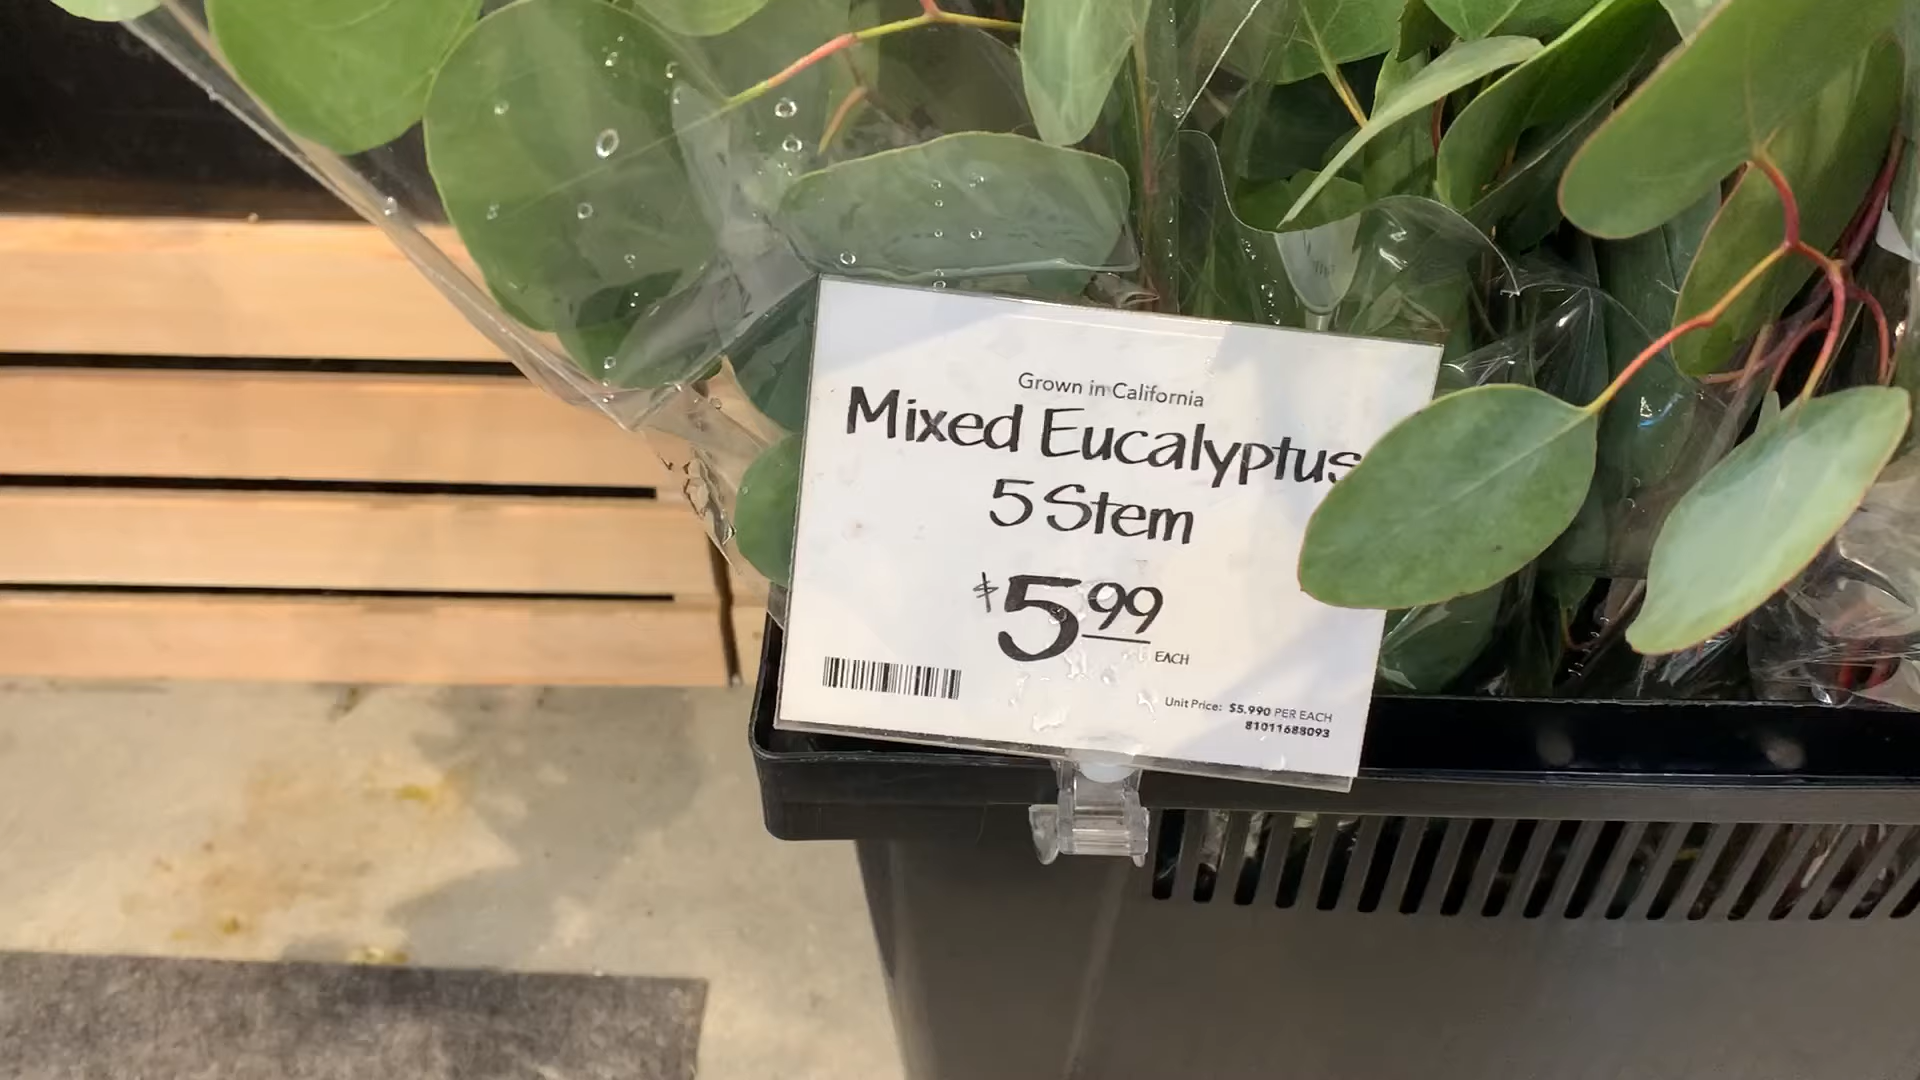 Grown in California
Mixed Eucalyptus
5 Stem
$5.99
EACH
Unit Price: $5.990 PER EACH
81011688093